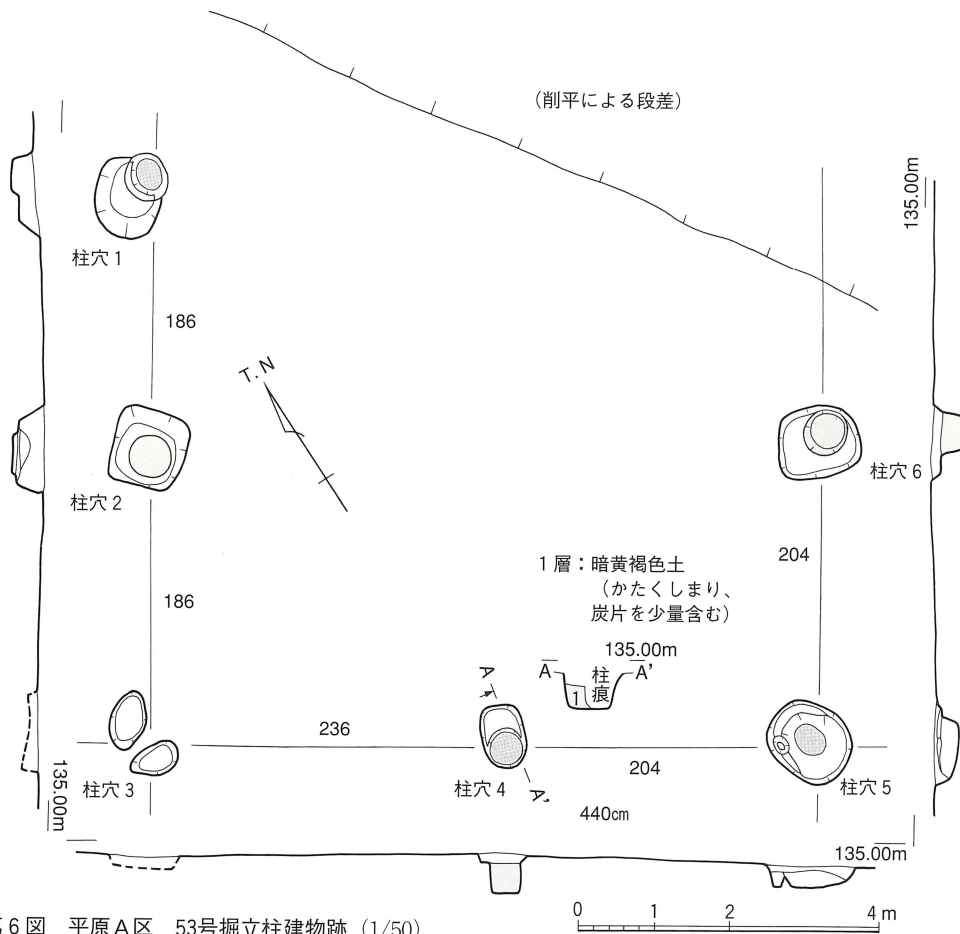 （削平による段差）
135.00m
柱穴1
186
T.N
柱穴6
柱穴2
204
1層：暗黄褐色土
（かたくしまり、
炭片を少量含む）
186
135.00m
A A'
柱痕
1
A
236
204
柱穴3
柱穴4
柱穴5
A'
135.00m
440cm
135.00m
6図 平原A区 53号掘立柱建物跡（1/50）
0 1 2 4m